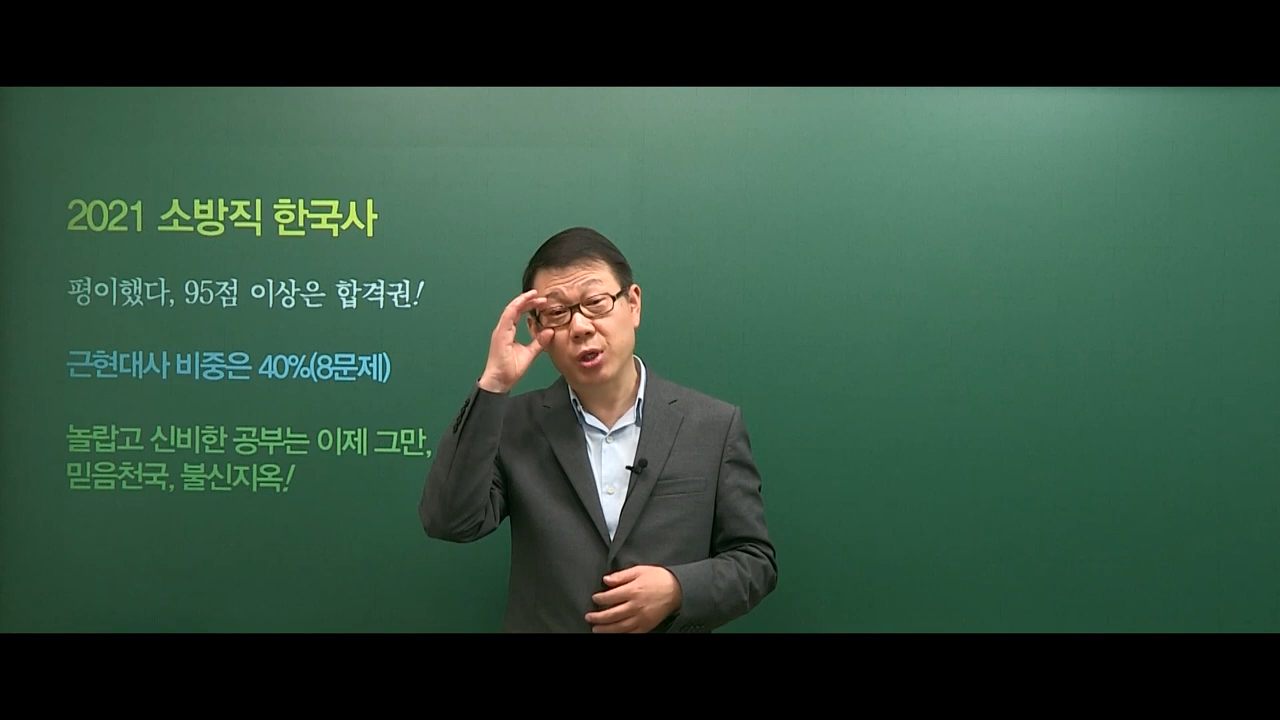 2021 소방직 한국사
평이했다, 95점 이상은 합격권!
근현대사 비중은 40%(8문제)
놀랍고 신비한 공부는 이제 그만,
믿음천국, 불신지옥!